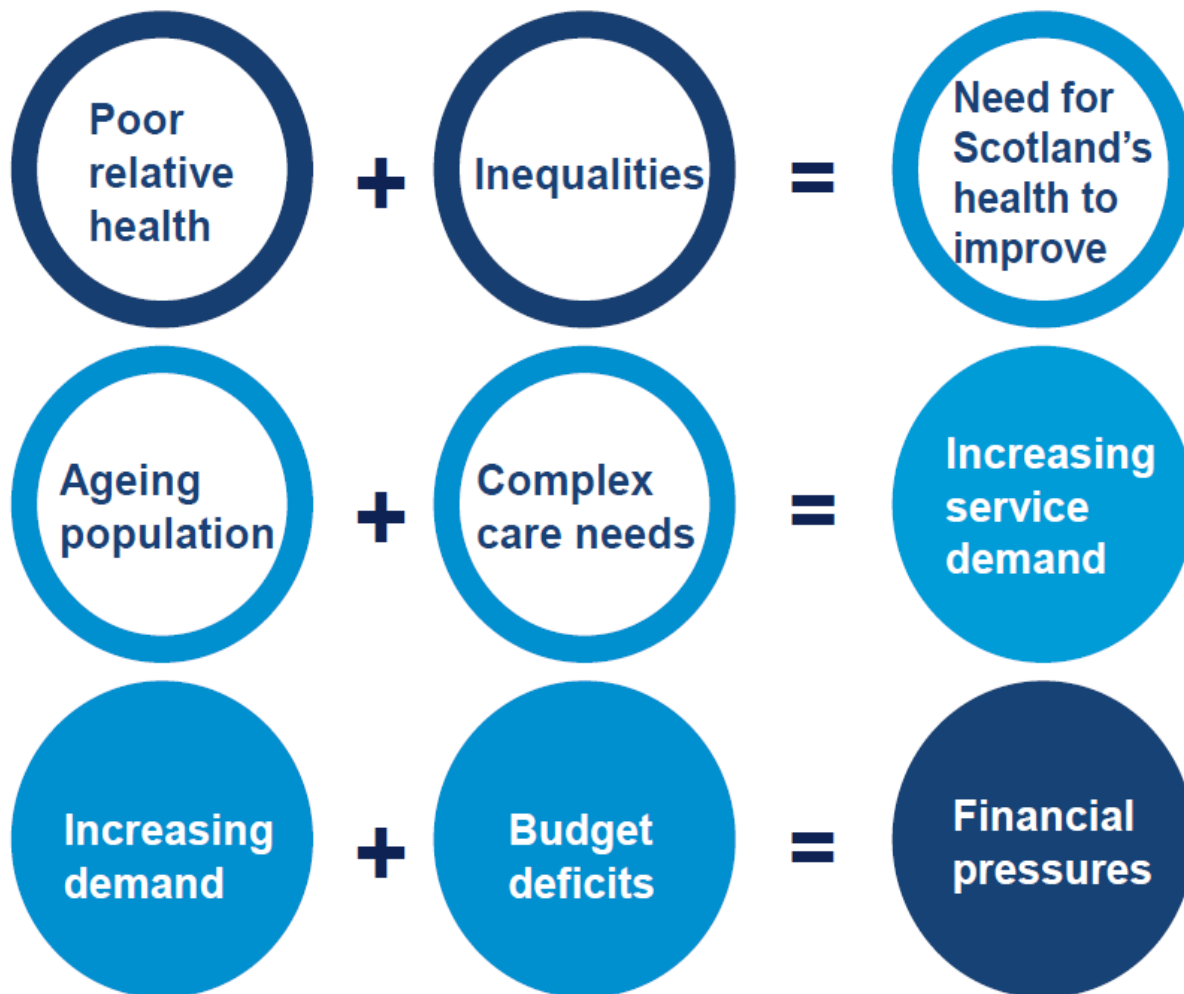 Poor
relative
health
+
Inequalities
=
Need for
Scotland's
health to
improve
Ageing
population
+
Complex
care needs
=
Increasing
service
demand
Increasing
demand
+
Budget
deficits
=
Financial
pressures